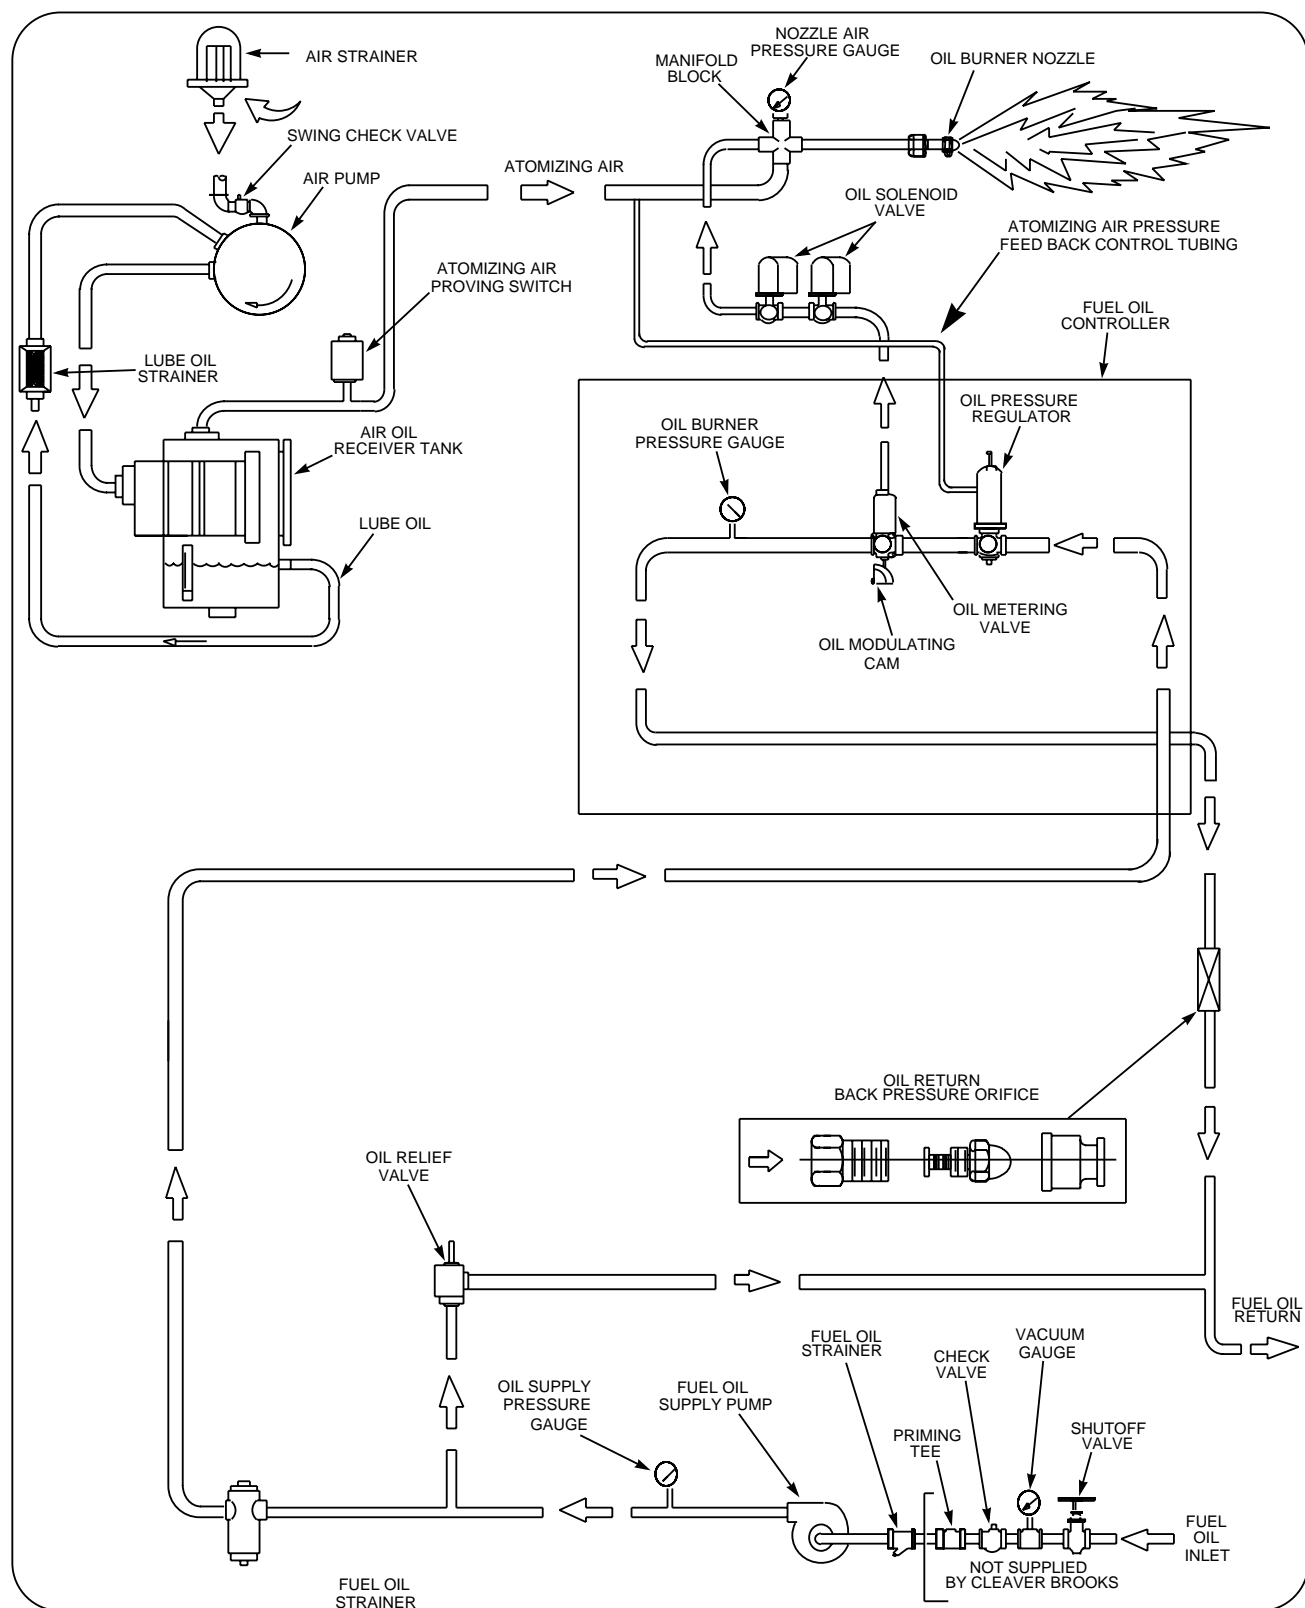 AIR STRAINER
SWING CHECK VALVE
AIR PUMP
LUBE OIL
STRAINER
ATOMIZING AIR
PROVING SWITCH
AIR OIL
RECEIVER TANK
LUBE OIL
ATOMIZING AIR
MANIFOLD
BLOCK
NOZZLE AIR
PRESSURE GAUGE
OIL BURNER NOZZLE
OIL SOLENOID
VALVE
ATOMIZING AIR PRESSURE
FEED BACK CONTROL TUBING
FUEL OIL
CONTROLLER
OIL PRESSURE
REGULATOR
OIL BURNER
PRESSURE GAUGE
OIL METERING
VALVE
OIL MODULATING
CAM
OIL RETURN
BACK PRESSURE ORIFICE
OIL RELIEF
VALVE
FUEL OIL
RETURN
OIL SUPPLY
PRESSURE
GAUGE
FUEL OIL
SUPPLY PUMP
FUEL OIL
STRAINER
PRIMING
TEE
CHECK
VALVE
VACUUM
GAUGE
SHUTOFF
VALVE
FUEL
OIL
INLET
NOT SUPPLIED
BY CLEAVER BROOKS
FUEL OIL
STRAINER